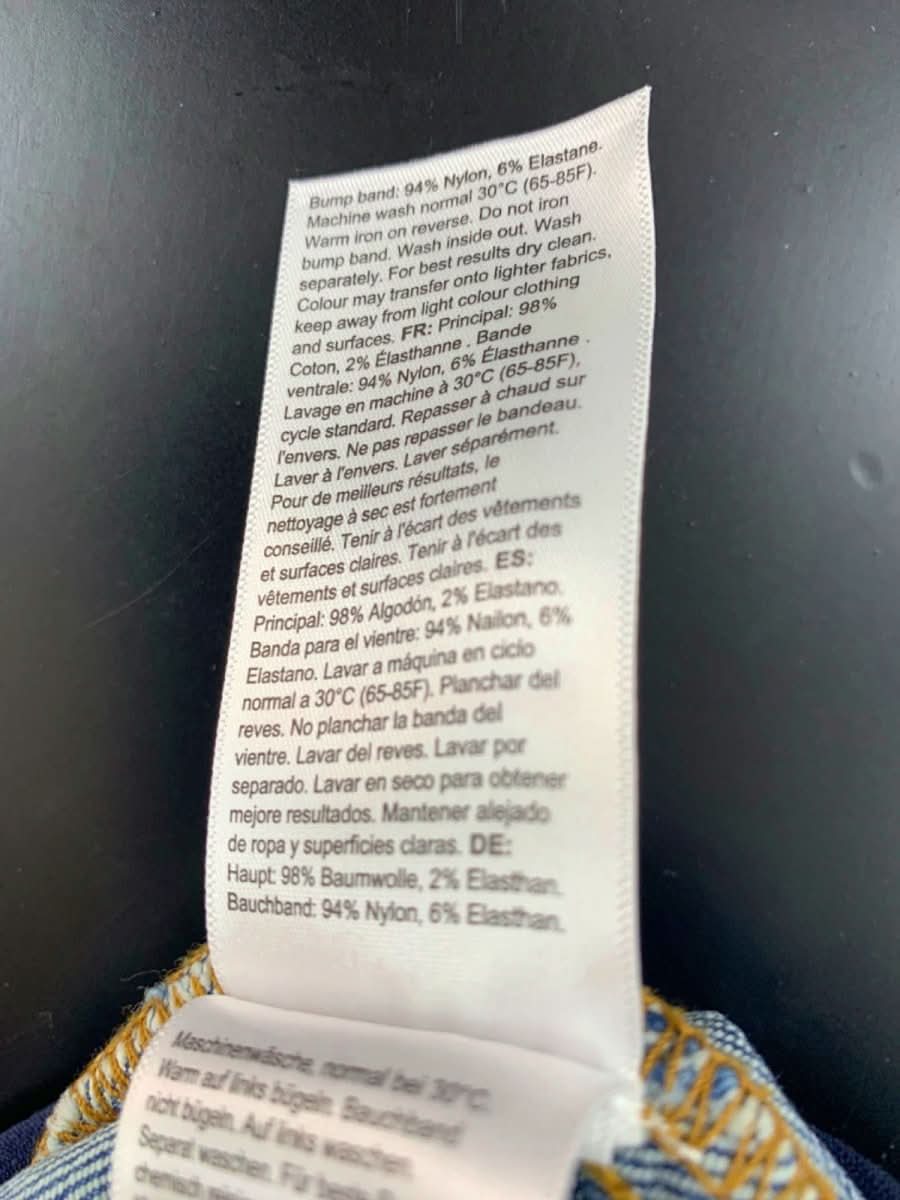 Bump band: 94% Nylon, 6% Elastane.
Machine wash normal 30°C (65-85F).
Warm iron on reverse. Do not iron
bump band. Wash inside out. Wash
separately. For best results dry clean.
Colour may transfer onto lighter fabrics,
keep away from light colour clothing
and surfaces. FR: Principal: 98%
Coton, 2% Élasthanne . Bande
ventrale: 94% Nylon, 6% Élasthanne .
Lavage en machine à 30°C (65-85F),
cycle standard. Repasser à chaud sur
l'envers. Ne pas repasser le bandeau.
Laver à l'envers. Laver séparément.
Pour de meilleurs résultats, le
nettoyage à sec est fortement
conseillé. Tenir à l'écart des vêtements
et surfaces claires. Tenir à l'écart des
vêtements et surfaces claires. ES:
Principal: 98% Algodón, 2% Elastano.
Banda para el vientre: 94% Nailon, 6%
Elastano. Lavar a máquina en ciclo
normal a 30°C (65-85F). Planchar del
reves. No planchar la banda del
vientre. Lavar del reves. Lavar por
separado. Lavar en seco para obtener
mejore resultados. Mantener alejado
de ropa y superficies claras. DE:
Haupt: 98% Baumwolle, 2% Elasthan.
Bauchband: 94% Nylon, 6% Elasthan.
Maschinenwäsche, normal bei 30°C.
Warm auf links bügeln. Bauchband
nicht bügeln. Auf links waschen.
Separat waschen. Für
chemisch